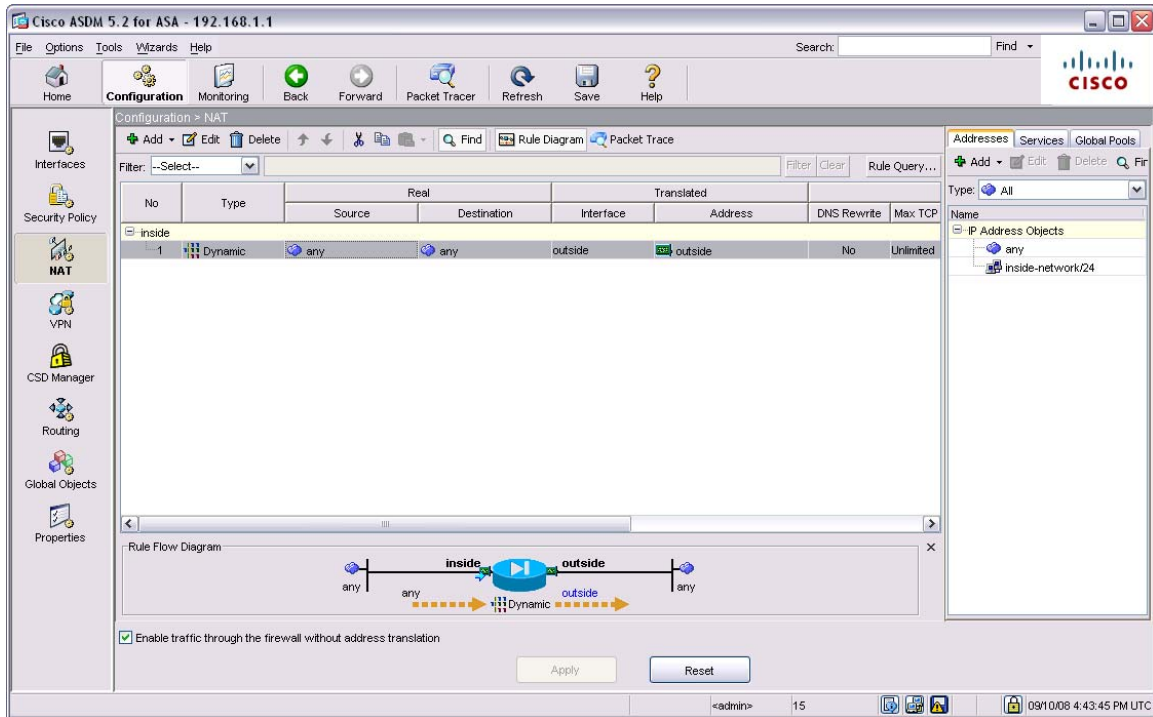 Cisco ASDM 5.2 for ASA - 192.168.1.1
File Options Tools Wizards Help
Search:
Find
CISCO
Home Configuration Monitoring Back Forward Packet Tracer Refresh Save Help
Interfaces
Security Policy
NAT
VPN
CSD Manager
Routing
Global Objects
Properties
Configuration > NAT
Add Edit Delete Find Rule Diagram Packet Trace
Filter: --Select-- Filter Clear Rule Query...
No Type Real Translated
Source Destination Interface Address DNS Rewrite Max TCP
inside
1 Dynamic any any outside outside No Unlimited
Rule Flow Diagram
inside outside
any any outside any
Dynamic
Enable traffic through the firewall without address translation
Apply Reset
Addresses Services Global Pools
Add Edit Delete Fin
Type: All
Name
IP Address Objects
any
inside-network/24
<admin> 15 09/10/08 4:43:45 PM UTC